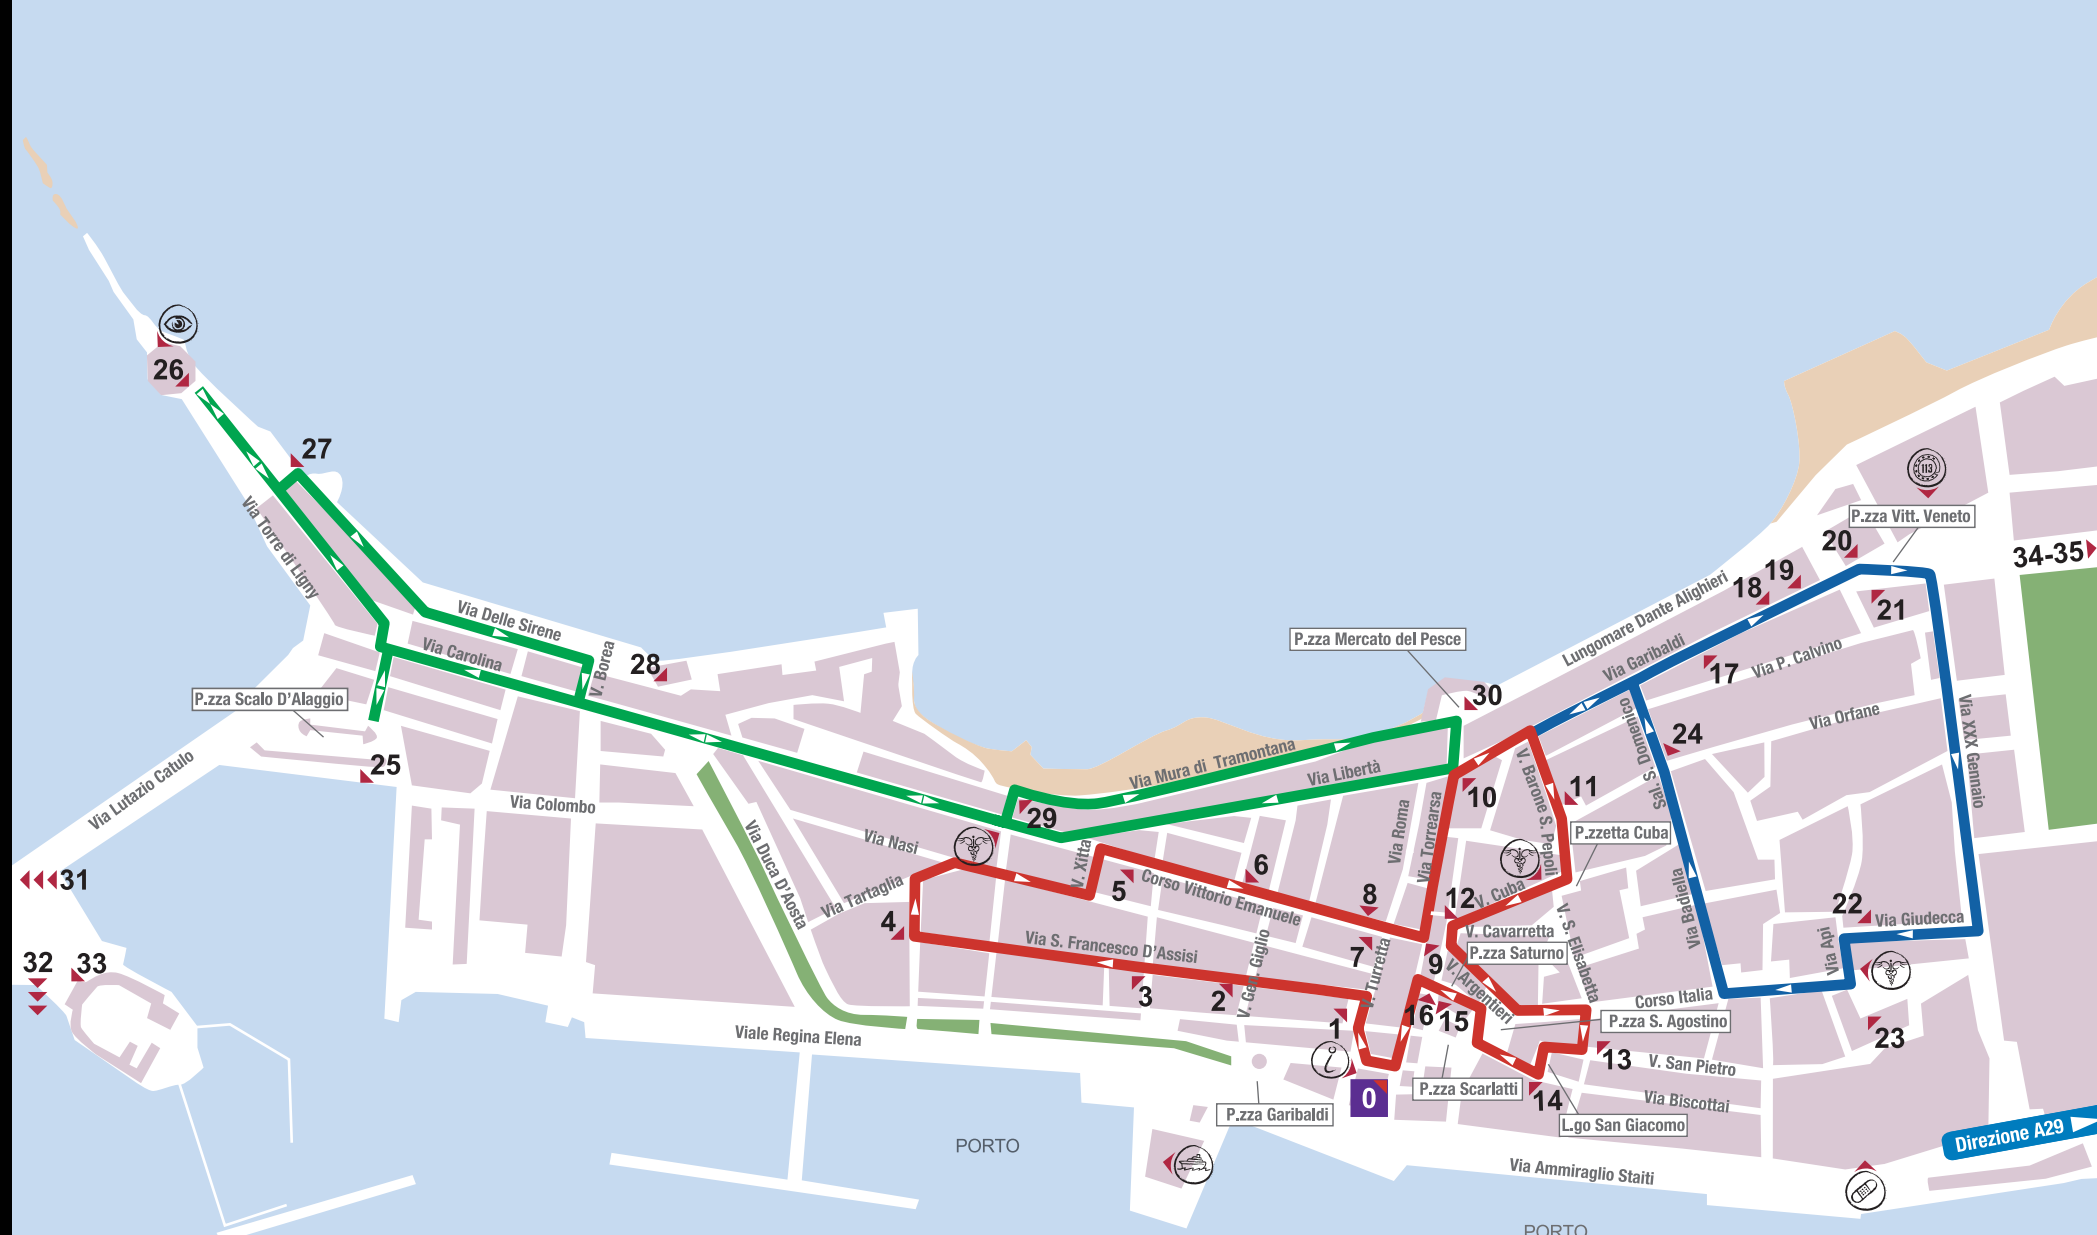 26
27
Via Torre di Ligny
Via Delle Sirene
Via Carolina
V. Borea
28
P.zza Scalo D'Alaggio
25
Via Lutazio Catulo
Via Colombo
31
32
33
Via Duca D'Aosta
Via Nasi
Via Tartaglia
4
Via S. Francesco D'Assisi
3
2
V. Gen. Giglio
V. Xitta
5
Corso Vittorio Emanuele
6
29
Via Mura di Tramontana
Via Libertà
Via Roma
Via Torrearsa
8
7
V. Turretta
9
1
i
0
16
15
P.zza Mercato del Pesce
30
10
V. Barone S. Pepoli
11
P.zzetta Cuba
12
V. Cuba
V. Cavarretta
P.zza Saturno
V. Argentieri
V. S. Elisabetta
P.zza S. Agostino
13
14
P.zza Scarlatti
L.go San Giacomo
V. San Pietro
Via Biscottai
Corso Italia
Lungomare Dante Alighieri
Via Garibaldi
Sal. S. Domenico
Via Badiella
24
17
18
19
20
21
113
P.zza Vitt. Veneto
34-35
Via P. Calvino
Via Orfane
Via XXX Gennaio
22
Via Giudecca
Via Api
23
Direzione A29
Viale Regina Elena
P.zza Garibaldi
PORTO
Via Ammiraglio Staiti
PORTO